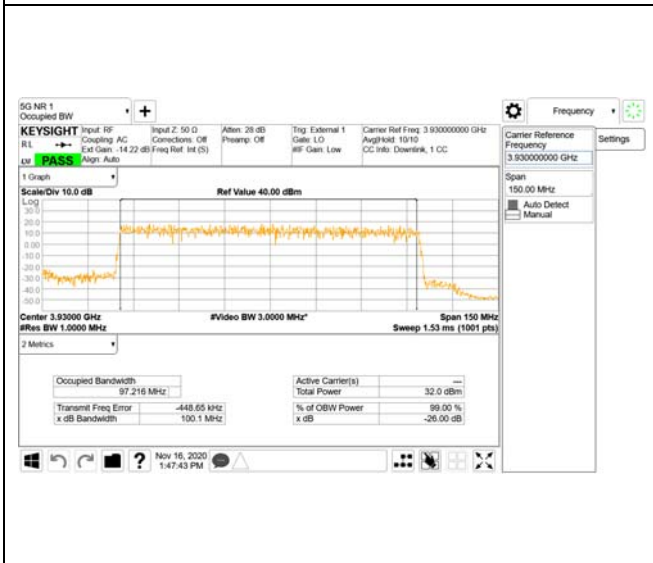 5G NR 1
Occupied BW
Frequency
KEYSIGHT
Input: RF
Coupling: AC
Ext Gain: -14.22 dB
Align: Auto
R L
PASS
Input Z: 50 Ω
Corrections: Off
Freq Ref: Int (S)
Atten: 28 dB
Preamp: Off
Trig: External 1
Gate: LO
#IF Gain: Low
Carrier Ref Freq: 3.930000000 GHz
Avg|Hold: 10/10
CC Info: Downlink, 1 CC
Carrier Reference
Frequency
3.930000000 GHz
Settings
Span
150.00 MHz
Auto Detect
Manual
1 Graph
Scale/Div 10.0 dB
Ref Value 40.00 dBm
Log
30.0
20.0
10.0
0.00
-10.0
-20.0
-30.0
-40.0
-50.0
Center 3.93000 GHz
#Video BW 3.0000 MHz*
Span 150 MHz
#Res BW 1.0000 MHz
Sweep 1.53 ms (1001 pts)
2 Metrics
Occupied Bandwidth
97.216 MHz
Active Carrier(s)
---
Total Power
32.0 dBm
Transmit Freq Error
-448.65 kHz
% of OBW Power
99.00 %
x dB Bandwidth
100.1 MHz
x dB
-26.00 dB
Nov 16, 2020
1:47:43 PM